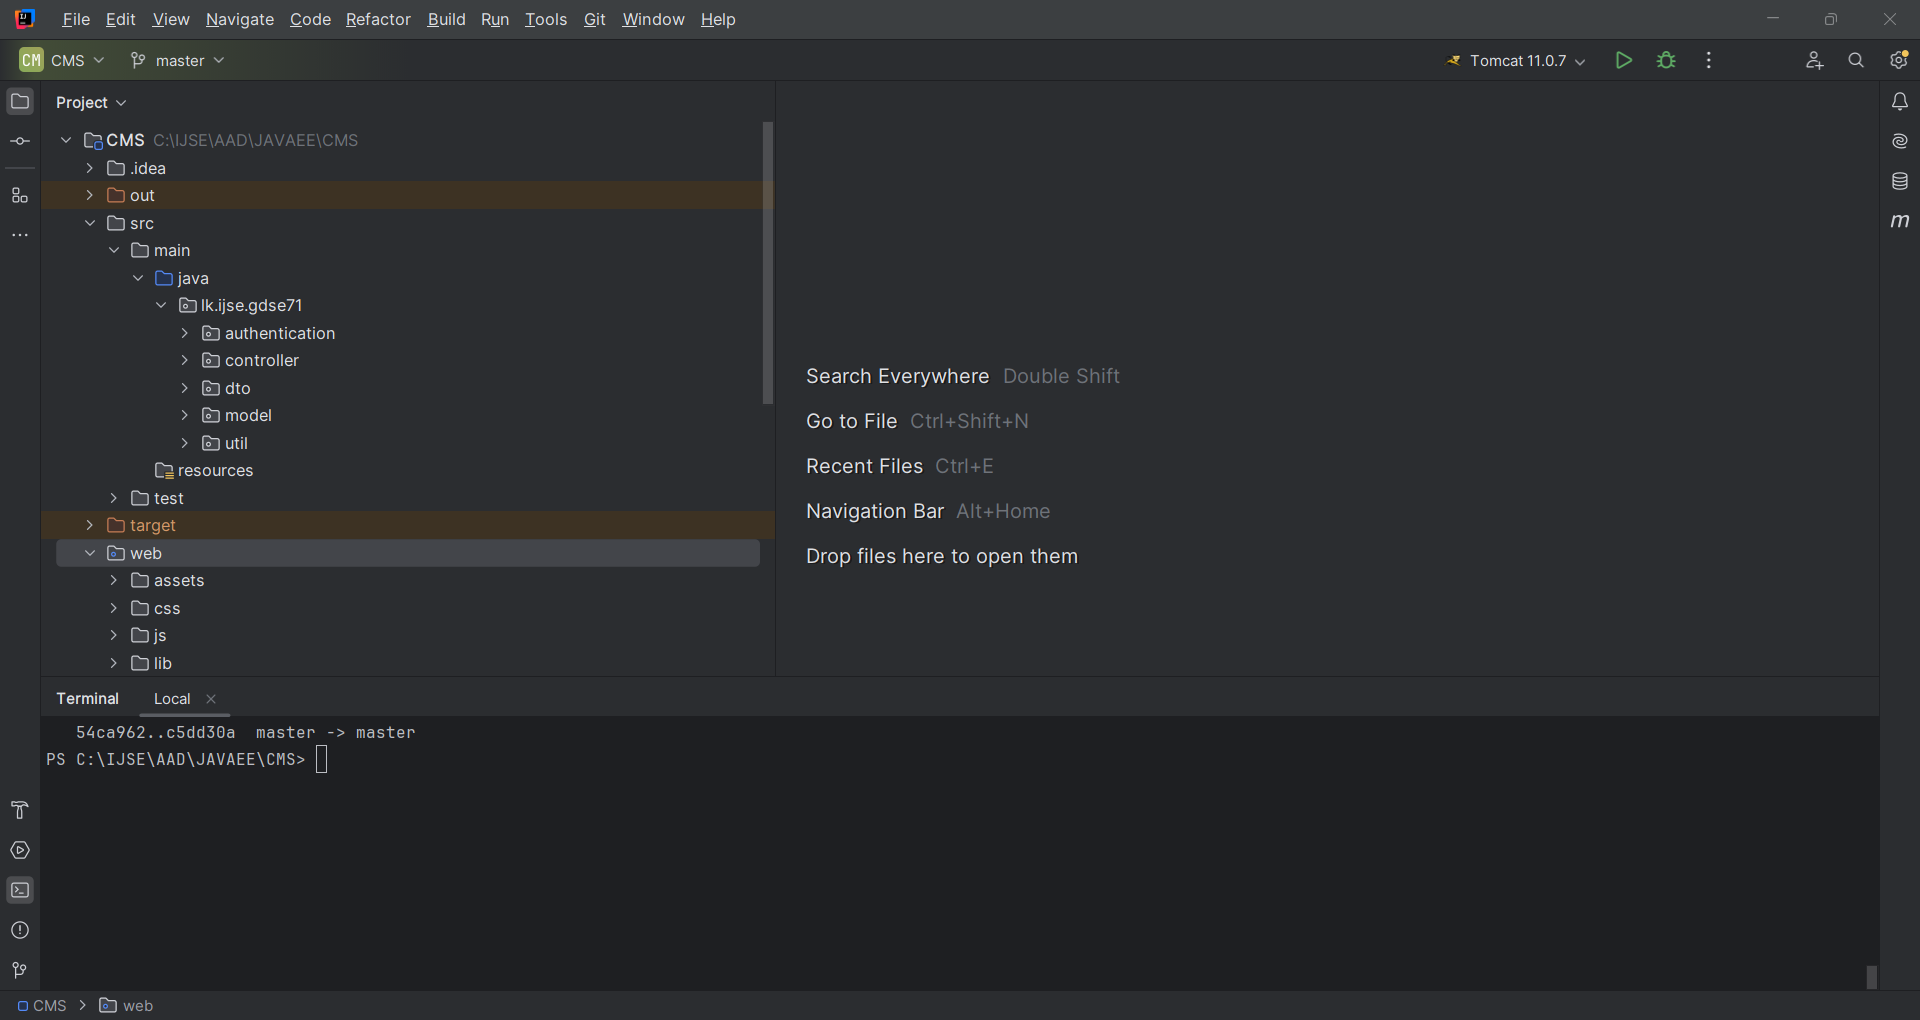 File Edit View Navigate Code Refactor Build Run Tools Git Window Help
CM CMS master Tomcat 11.0.7
Project
CMS C:\IJSE\AAD\JAVAEE\CMS
.idea
out
src
main
java
lk.ijse.gdse71
authentication
controller
dto
model
util
resources
test
target
web
assets
css
js
lib
Search Everywhere Double Shift
Go to File Ctrl+Shift+N
Recent Files Ctrl+E
Navigation Bar Alt+Home
Drop files here to open them
m
Terminal Local
54ca962..c5dd30a master -> master
PS C:\IJSE\AAD\JAVAEE\CMS>
CMS > web